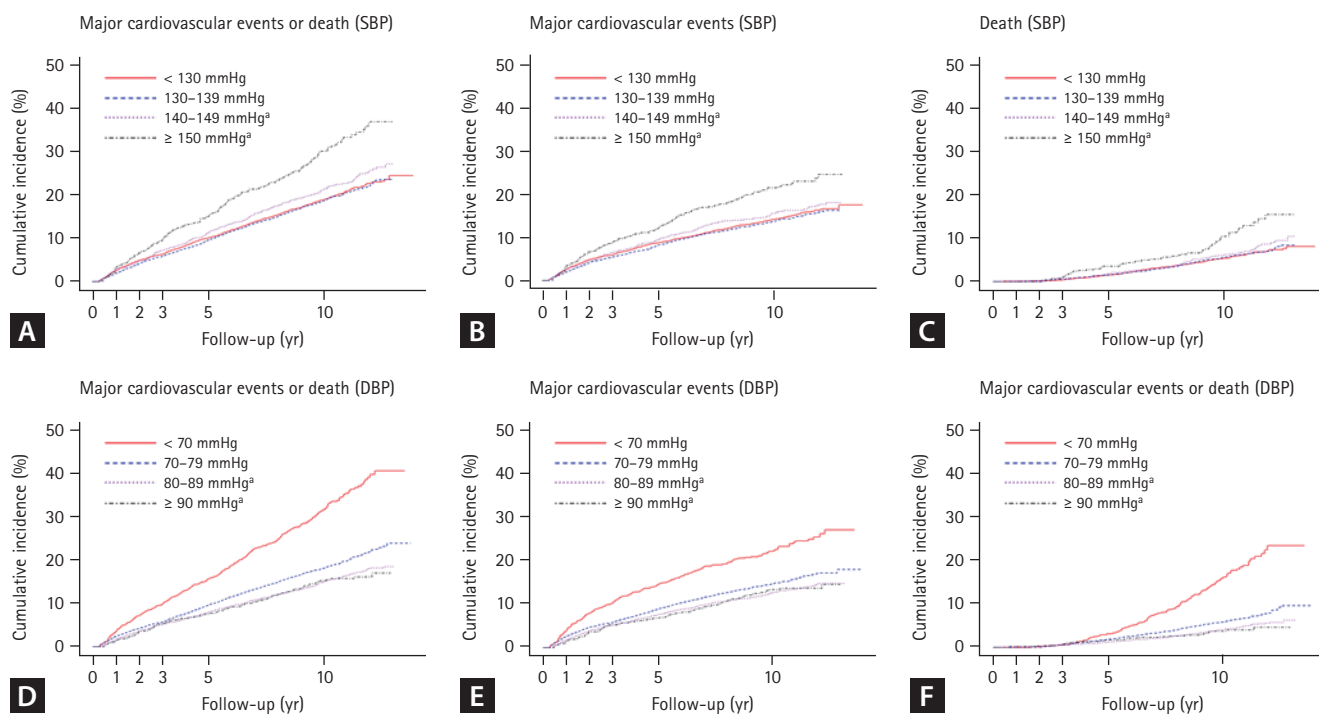 Major cardiovascular events or death (SBP)
Cumulative incidence (%)
50
40
30
20
10
0
< 130 mmHg
130–139 mmHg
140–149 mmHgª
≥ 150 mmHgª
0 1 2 3 5 10
Follow-up (yr)
A
Major cardiovascular events (SBP)
Cumulative incidence (%)
50
40
30
20
10
0
< 130 mmHg
130–139 mmHg
140–149 mmHgª
≥ 150 mmHgª
0 1 2 3 5 10
Follow-up (yr)
B
Death (SBP)
Cumulative incidence (%)
50
40
30
20
10
0
< 130 mmHg
130–139 mmHg
140–149 mmHgª
≥ 150 mmHgª
0 1 2 3 5 10
Follow-up (yr)
C
Major cardiovascular events or death (DBP)
Cumulative incidence (%)
50
40
30
20
10
0
< 70 mmHg
70–79 mmHg
80–89 mmHgª
≥ 90 mmHgª
0 1 2 3 5 10
Follow-up (yr)
D
Major cardiovascular events (DBP)
Cumulative incidence (%)
50
40
30
20
10
0
< 70 mmHg
70–79 mmHg
80–89 mmHgª
≥ 90 mmHgª
0 1 2 3 5 10
Follow-up (yr)
E
Major cardiovascular events or death (DBP)
Cumulative incidence (%)
50
40
30
20
10
0
< 70 mmHg
70–79 mmHg
80–89 mmHgª
≥ 90 mmHgª
0 1 2 3 5 10
Follow-up (yr)
F